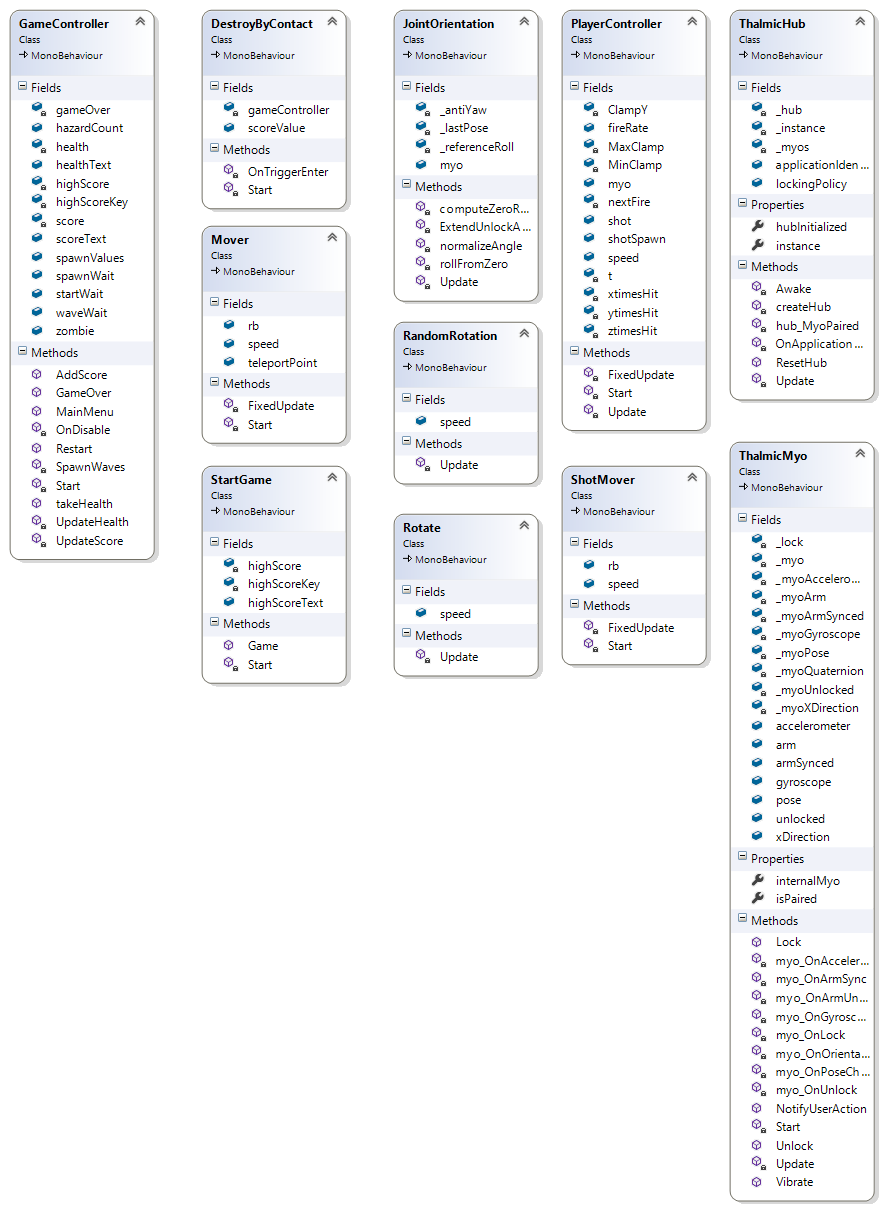 GameController
Class
MonoBehaviour
Fields
gameOver
hazardCount
health
healthText
highScore
highScoreKey
score
scoreText
spawnValues
spawnWait
startWait
waveWait
zombie
Methods
AddScore
GameOver
MainMenu
OnDisable
Restart
SpawnWaves
Start
takeHealth
UpdateHealth
UpdateScore
DestroyByContact
Class
MonoBehaviour
Fields
gameController
scoreValue
Methods
OnTriggerEnter
Start
Mover
Class
MonoBehaviour
Fields
rb
speed
teleportPoint
Methods
FixedUpdate
Start
StartGame
Class
MonoBehaviour
Fields
highScore
highScoreKey
highScoreText
Methods
Game
Start
JointOrientation
Class
MonoBehaviour
Fields
_antiYaw
_lastPose
_referenceRoll
myo
Methods
computeZeroR...
ExtendUnlockA...
normalizeAngle
rollFromZero
Update
RandomRotation
Class
MonoBehaviour
Fields
speed
Methods
Update
Rotate
Class
MonoBehaviour
Fields
speed
Methods
Update
PlayerController
Class
MonoBehaviour
Fields
ClampY
fireRate
MaxClamp
MinClamp
myo
nextFire
shot
shotSpawn
speed
t
xtimesHit
ytimesHit
ztimesHit
Methods
FixedUpdate
Start
Update
ShotMover
Class
MonoBehaviour
Fields
rb
speed
Methods
FixedUpdate
Start
ThalmicHub
Class
MonoBehaviour
Fields
_hub
_instance
_myos
applicationIden...
lockingPolicy
Properties
hubInitialized
instance
Methods
Awake
createHub
hub_MyoPaired
OnApplication...
ResetHub
Update
ThalmicMyo
Class
MonoBehaviour
Fields
_lock
_myo
_myoAccelero...
_myoArm
_myoArmSynced
_myoGyroscope
_myoPose
_myoQuaternion
_myoUnlocked
_myoXDirection
accelerometer
arm
armSynced
gyroscope
pose
unlocked
xDirection
Properties
internalMyo
isPaired
Methods
Lock
myo_OnAcceler...
myo_OnArmSync
myo_OnArmUn...
myo_OnGyrosc...
myo_OnLock
myo_OnOrienta...
myo_OnPoseCh...
myo_OnUnlock
NotifyUserAction
Start
Unlock
Update
Vibrate